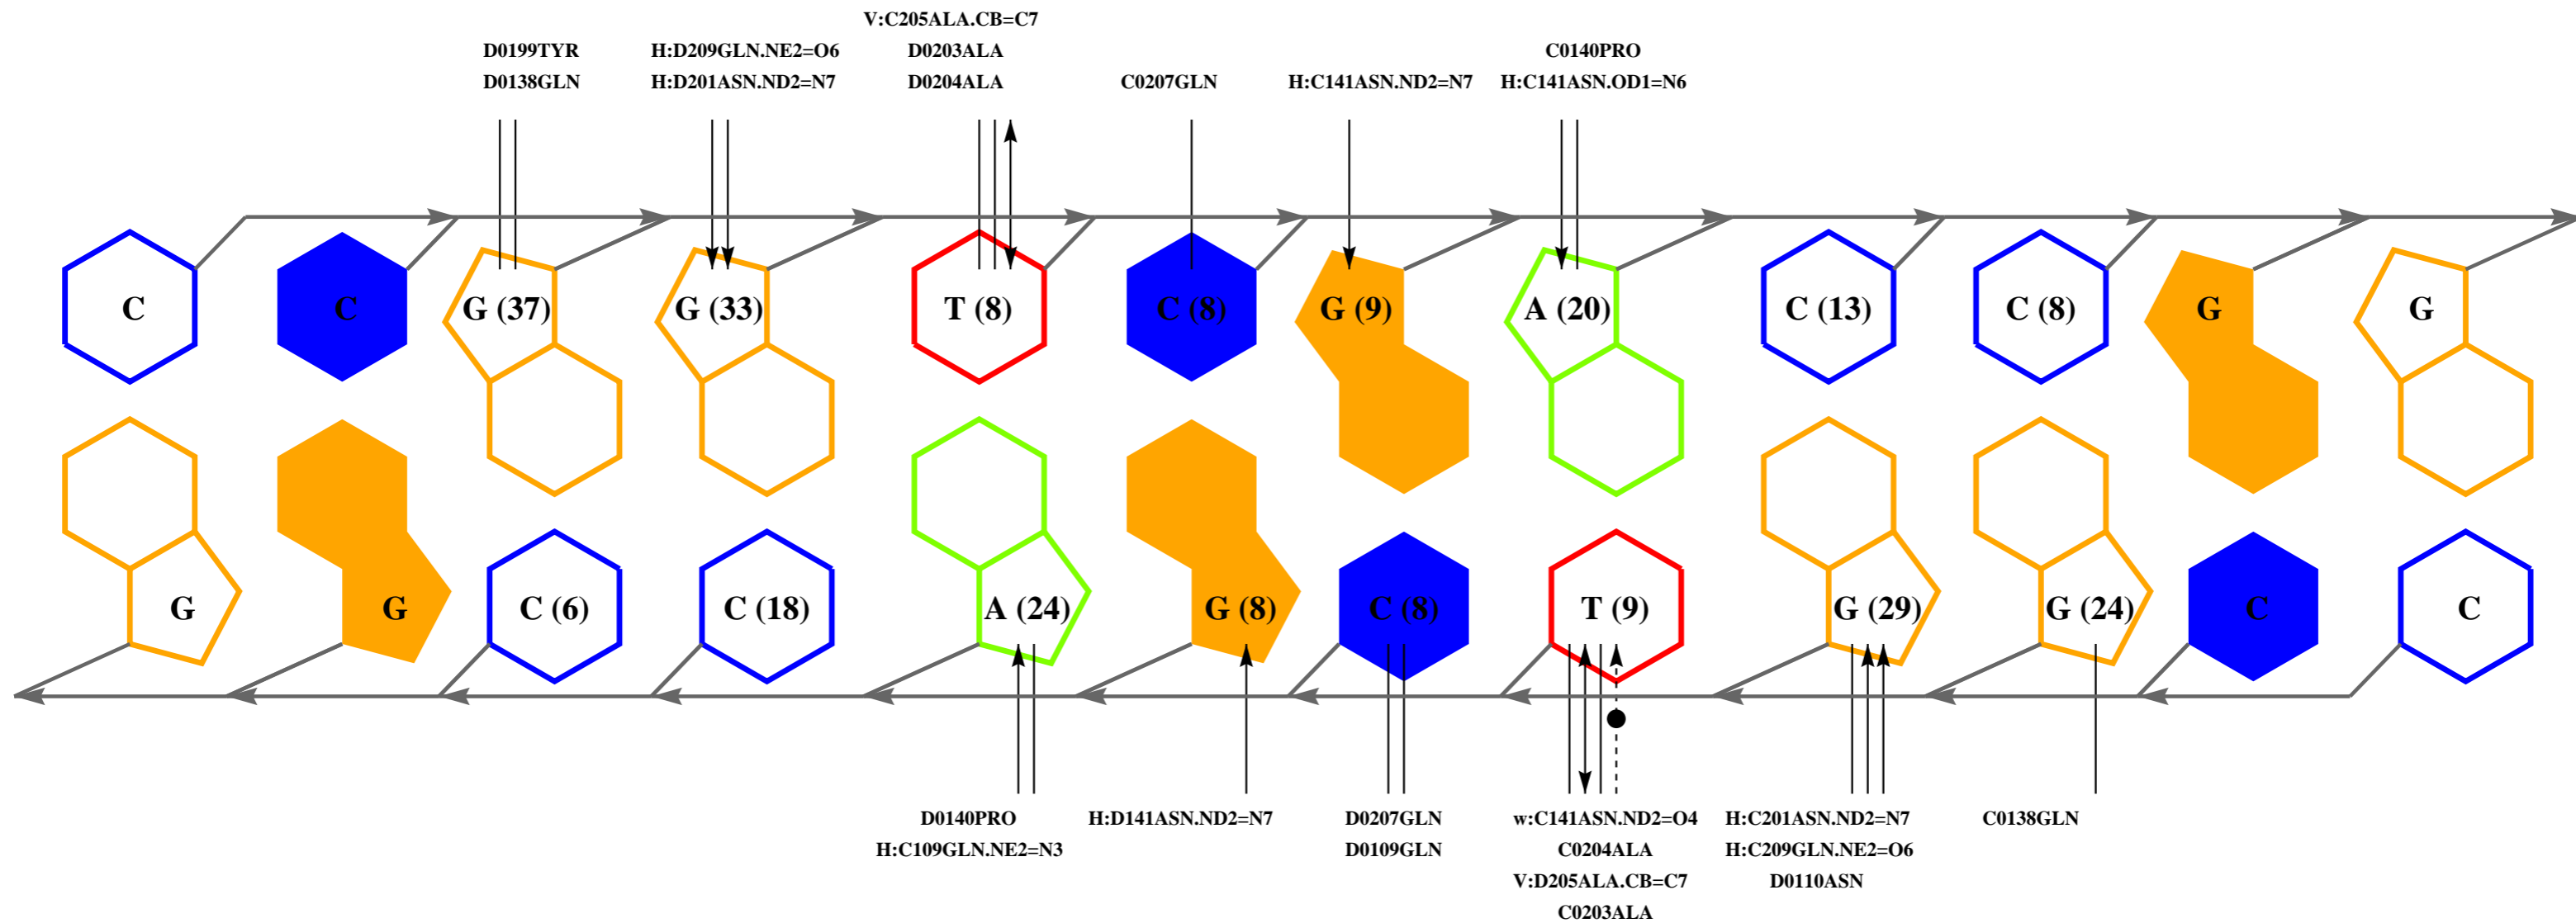 V:C205ALA.CB=C7
D0199TYR H:D209GLN.NE2=O6 D0203ALA C0140PRO
D0138GLN H:D201ASN.ND2=N7 D0204ALA C0207GLN H:C141ASN.ND2=N7 H:C141ASN.OD1=N6
C C G (37) G (33) T (8) C (8) G (9) A (20) C (13) C (8) G G
G G C (6) C (18) A (24) G (8) C (8) T (9) G (29) G (24) C C
D0140PRO H:D141ASN.ND2=N7 D0207GLN w:C141ASN.ND2=O4 H:C201ASN.ND2=N7 C0138GLN
H:C109GLN.NE2=N3 D0109GLN C0204ALA H:C209GLN.NE2=O6
V:D205ALA.CB=C7 D0110ASN
C0203ALA